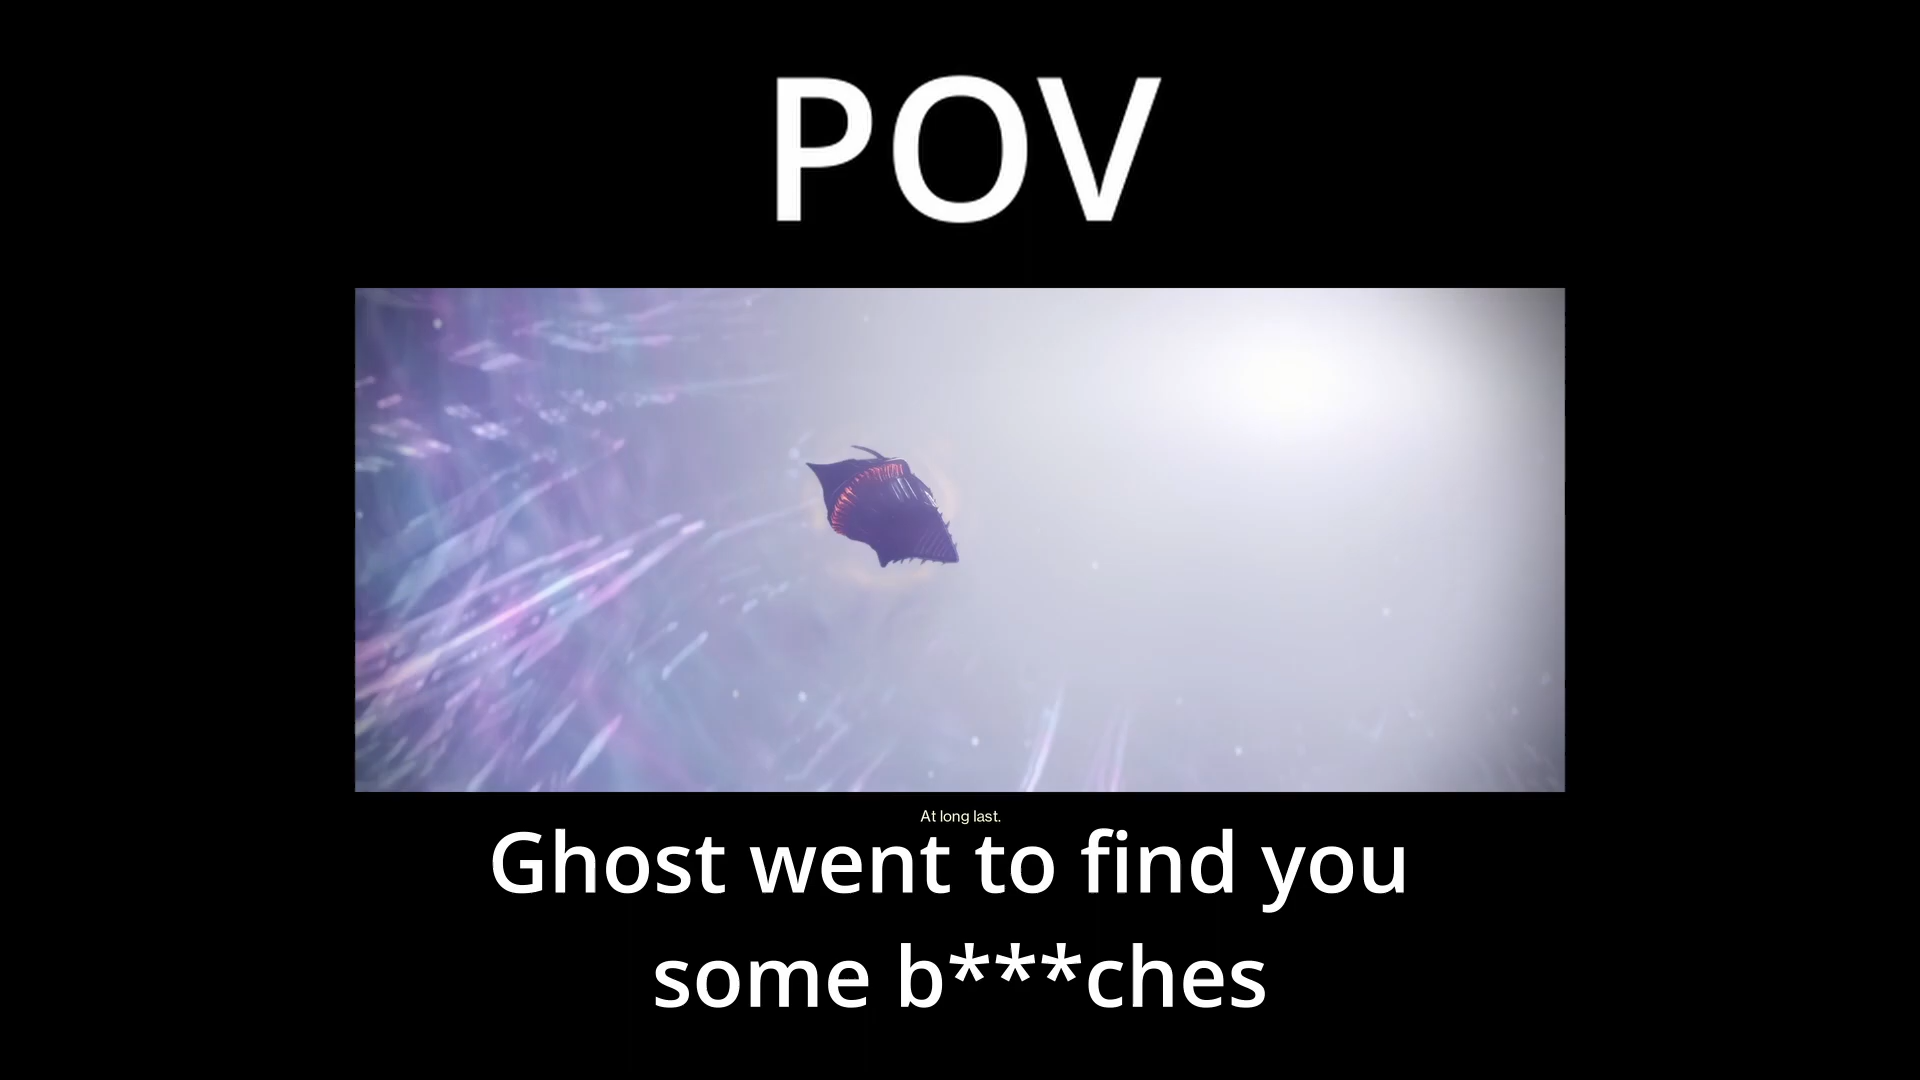 POV
At long last.
Ghost went to find you
some b***ches